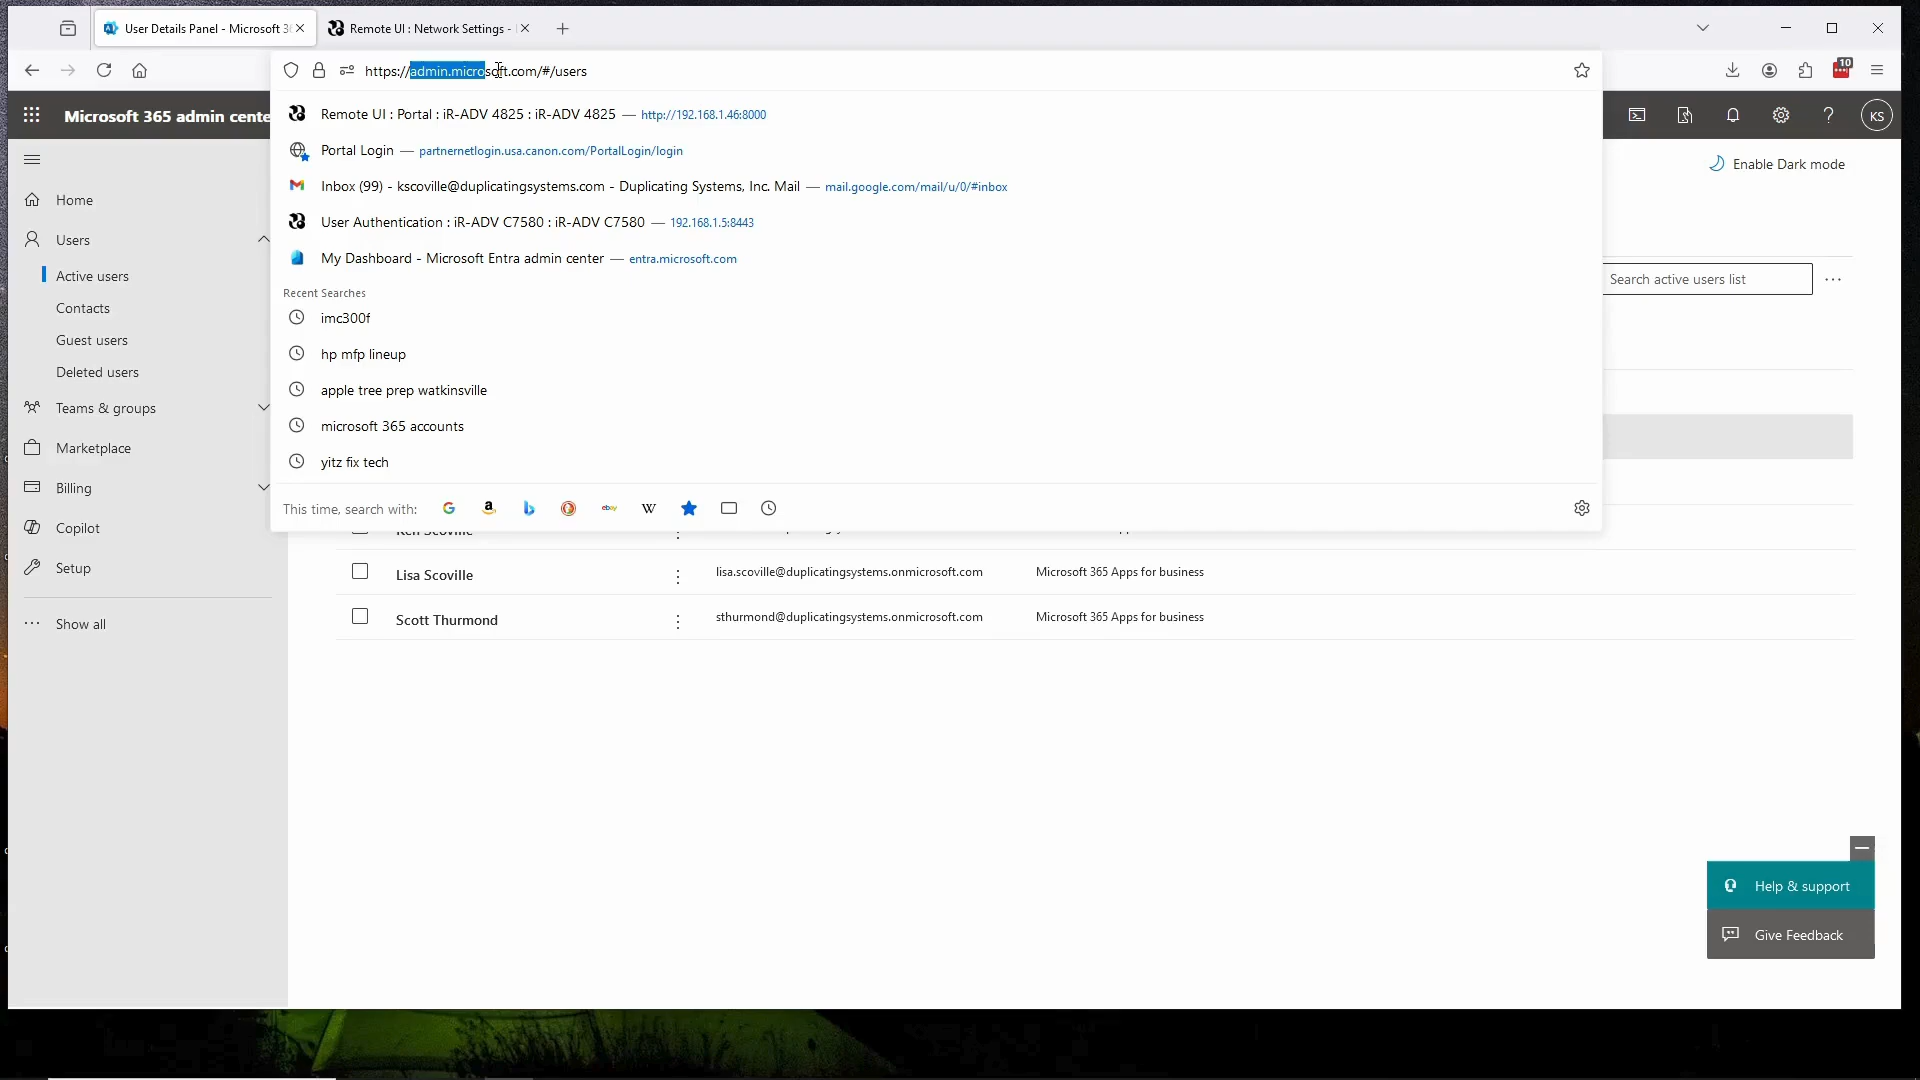 User Details Panel - Microsoft 36
Remote UI : Network Settings -
https://admin.microsoft.com/#/users
10
Microsoft 365 admin cente
KS
Remote UI : Portal : iR-ADV 4825 : iR-ADV 4825 — http://192.168.1.46:8000
Portal Login — partnernetlogin.usa.canon.com/PortalLogin/login
Inbox (99) - kscoville@duplicatingsystems.com - Duplicating Systems, Inc. Mail — mail.google.com/mail/u/0/#inbox
User Authentication : iR-ADV C7580 : iR-ADV C7580 — 192.168.1.5:8443
My Dashboard - Microsoft Entra admin center — entra.microsoft.com
Recent Searches
imc300f
hp mfp lineup
apple tree prep watkinsville
microsoft 365 accounts
yitz fix tech
This time, search with:
Enable Dark mode
Search active users list
Home
Users
Active users
Contacts
Guest users
Deleted users
Teams & groups
Marketplace
Billing
Copilot
Setup
Show all
Ken Scoville
Lisa Scoville
lisa.scoville@duplicatingsystems.onmicrosoft.com
Microsoft 365 Apps for business
Scott Thurmond
sthurmond@duplicatingsystems.onmicrosoft.com
Microsoft 365 Apps for business
Help & support
Give Feedback